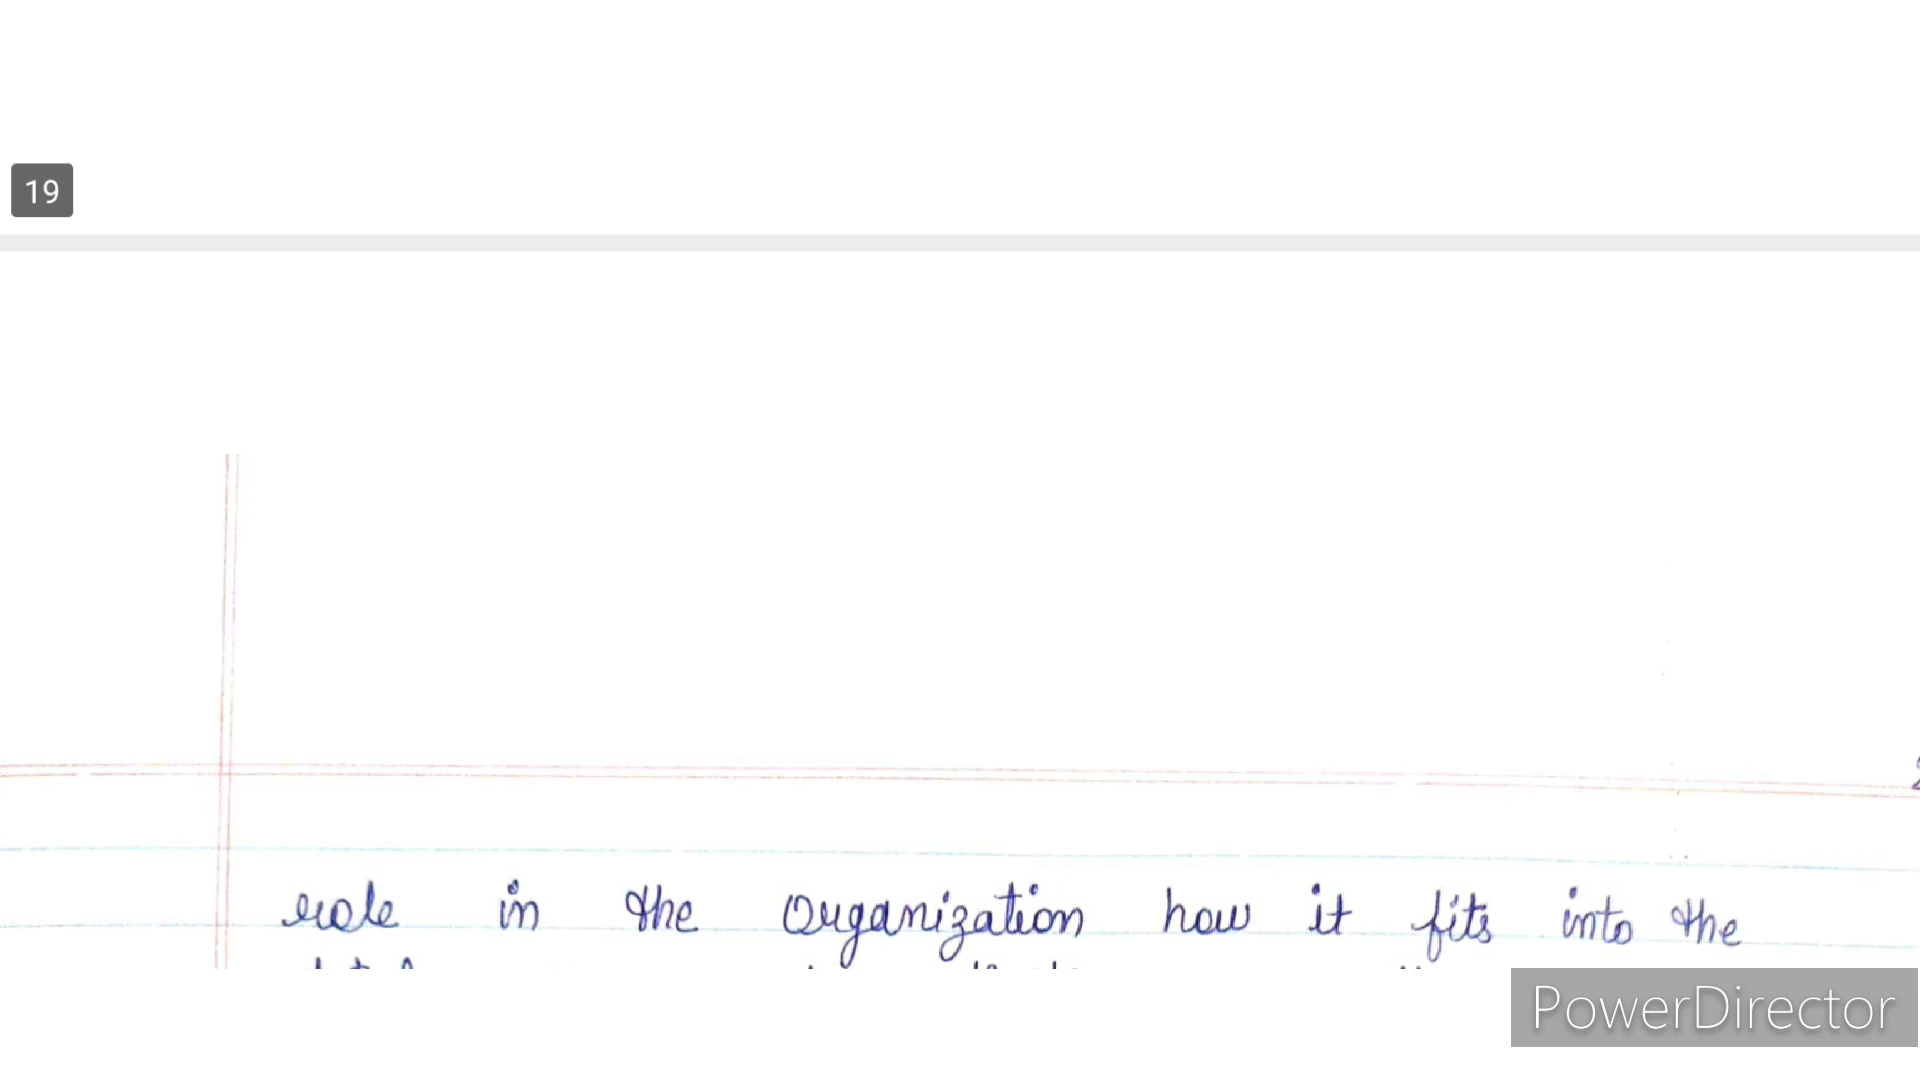 19
role in the Organization how it fits into the
PowerDirector